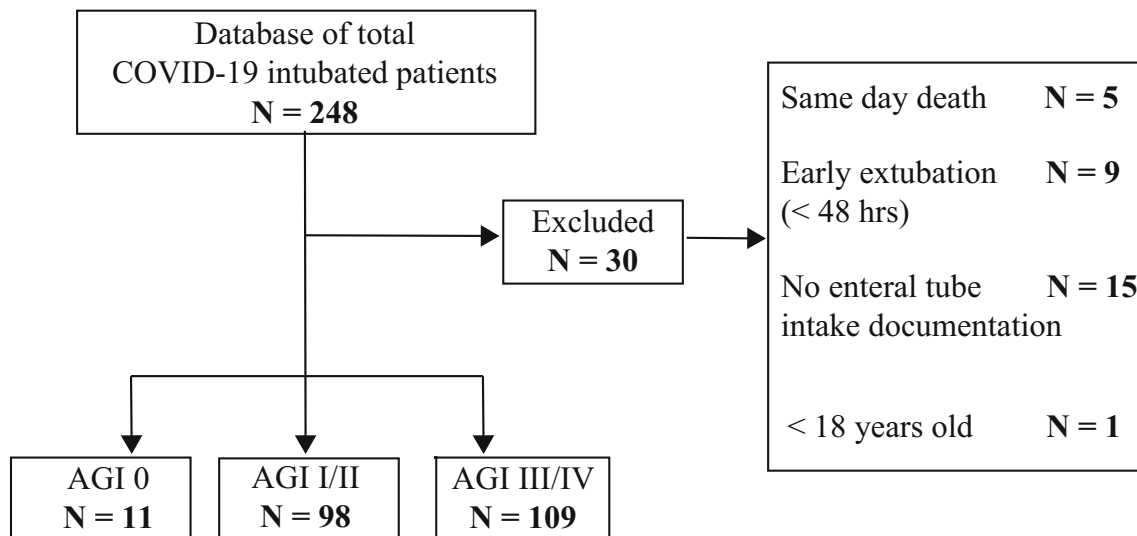 Database of total
COVID-19 intubated patients
N = 248
Excluded
N = 30
Same day death N = 5
Early extubation N = 9
(< 48 hrs)
No enteral tube N = 15
intake documentation
< 18 years old N = 1
AGI 0
N = 11
AGI I/II
N = 98
AGI III/IV
N = 109